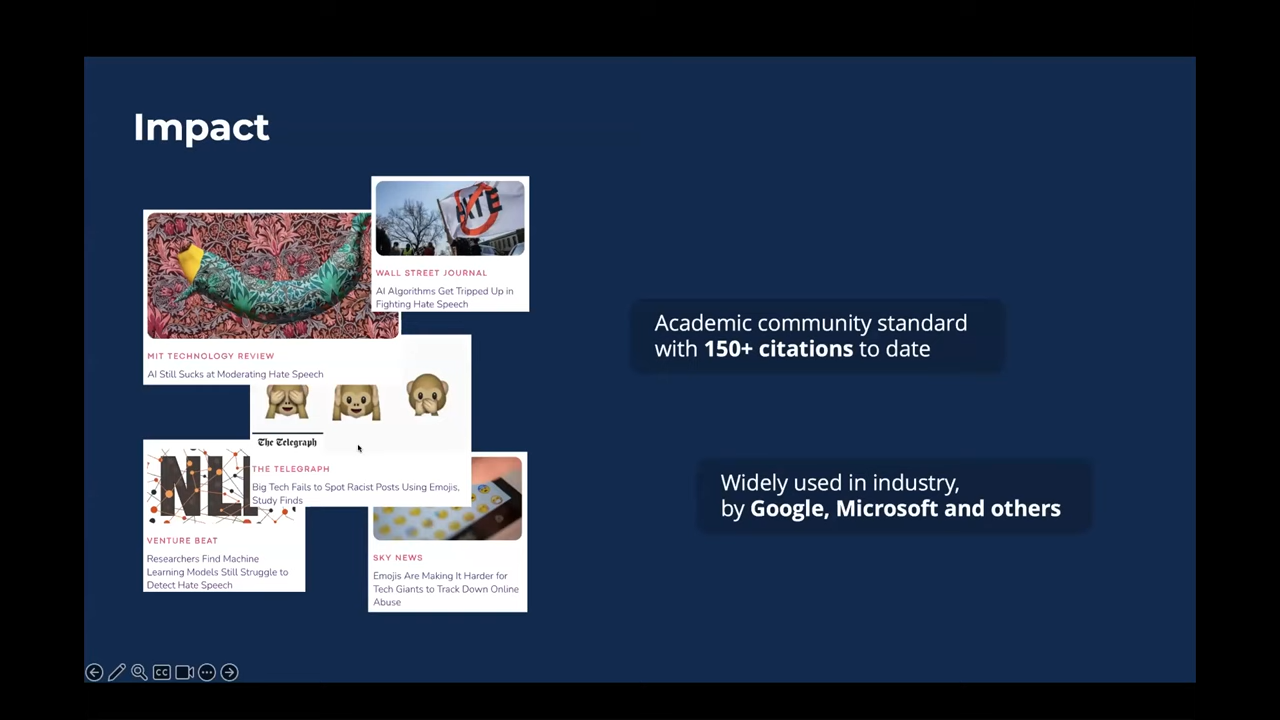 Impact
HATE
WALL STREET JOURNAL
AI Algorithms Get Tripped Up in
Fighting Hate Speech
MIT TECHNOLOGY REVIEW
AI Still Sucks at Moderating Hate Speech
The Telegraph
THE TELEGRAPH
Big Tech Fails to Spot Racist Posts Using Emojis,
Study Finds
VENTURE BEAT
Researchers Find Machine
Learning Models Still Struggle to
Detect Hate Speech
SKY NEWS
Emojis Are Making It Harder for
Tech Giants to Track Down Online
Abuse
Academic community standard
with 150+ citations to date
Widely used in industry,
by Google, Microsoft and others
CC